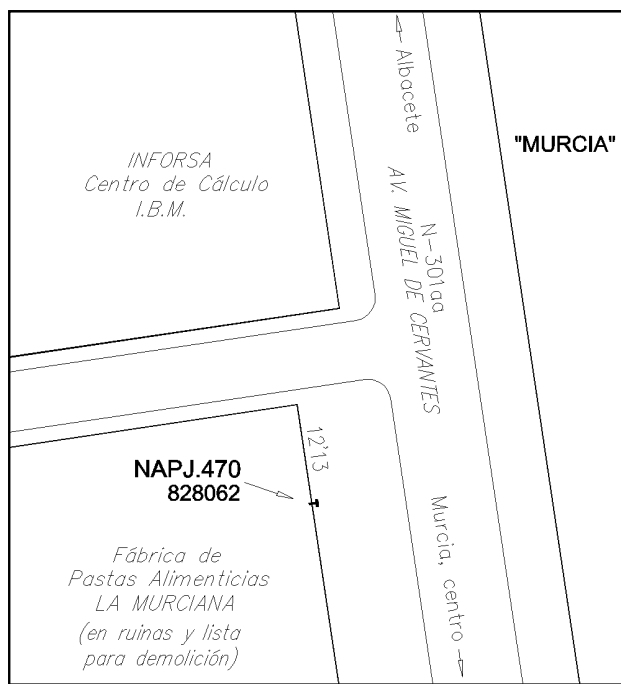 ← Albacete
"MURCIA"
INFORSA
Centro de Cálculo
I.B.M.
N-301aa
AV. MIGUEL DE CERVANTES
12'13
NAPJ.470
828062
Murcia, centro →
Fábrica de
Pastas Alimenticias
LA MURCIANA
(en ruinas y lista
para demolición)